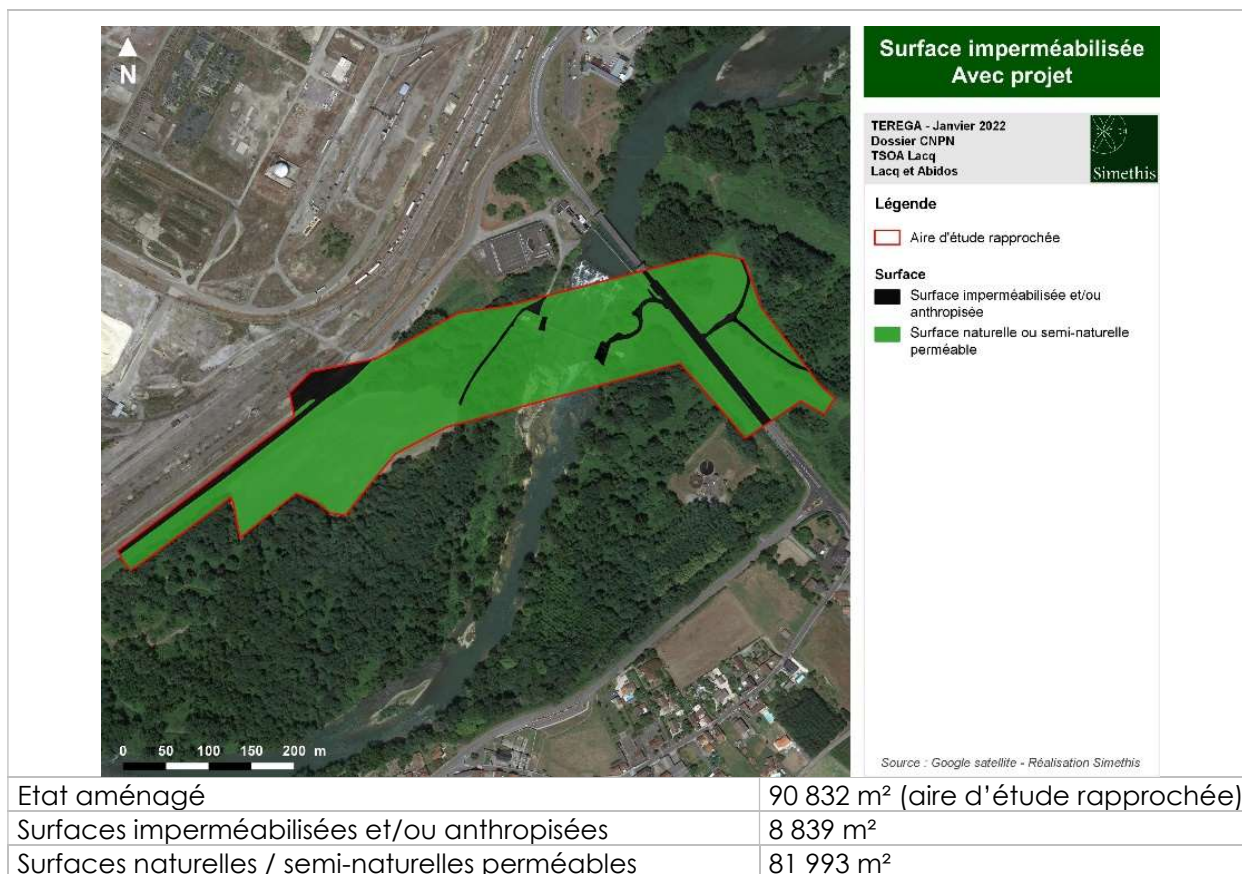 N
0 50 100 150 200 m
Surface imperméabilisée
Avec projet
TEREGA - Janvier 2022
Dossier CNPN
TSOA Lacq
Lacq et Abidos
Simethis
Légende
Aire d'étude rapprochée
Surface
Surface imperméabilisée et/ou
anthropisée
Surface naturelle ou semi-naturelle
perméable
Source : Google satellite - Réalisation Simethis
Etat aménagé 90 832 m² (aire d'étude rapprochée)
Surfaces imperméabilisées et/ou anthropisées 8 839 m²
Surfaces naturelles / semi-naturelles perméables 81 993 m²